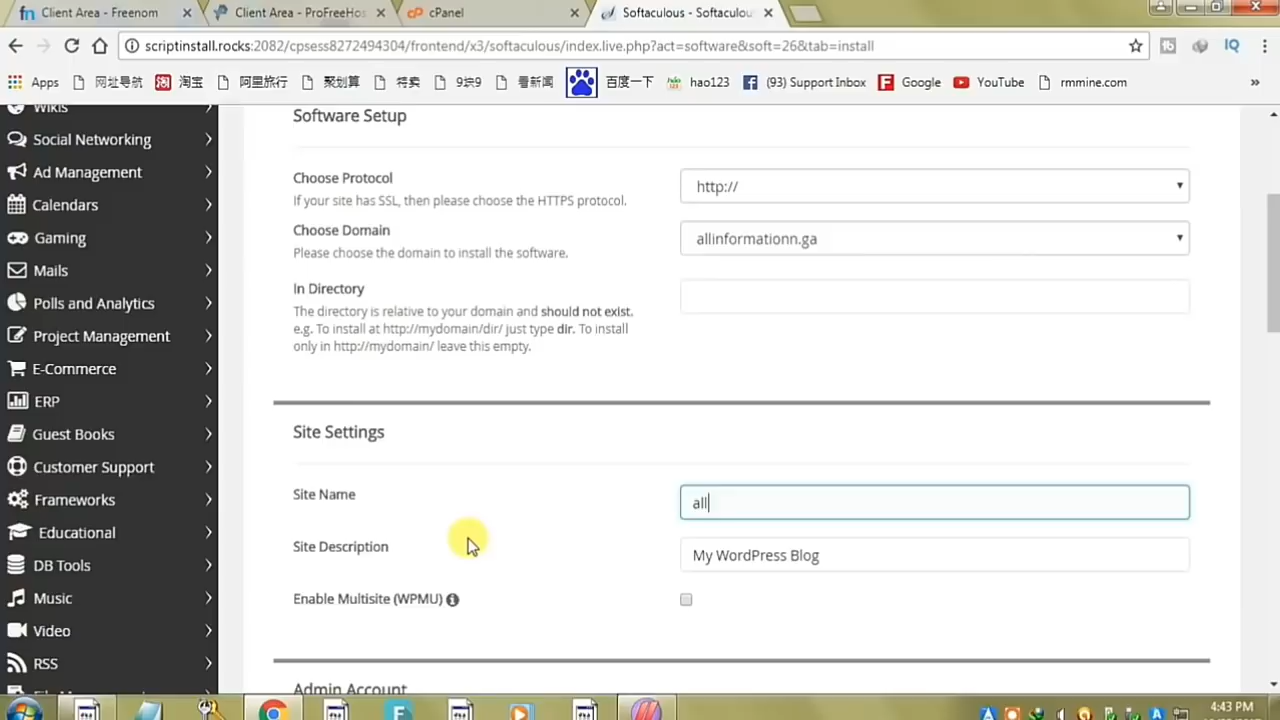 Client Area - Freenom
Client Area - ProFreeHos
cPanel
Softaculous - Softaculou
scriptinstall.rocks:2082/cpsess8272494304/frontend/x3/softaculous/index.live.php?act=software&soft=26&tab=install
Apps 网址导航 淘宝 阿里旅行 聚划算 特卖 9块9 看新闻 百度一下 hao123 (93) Support Inbox Google YouTube rmmine.com »
Wikis
Social Networking
Ad Management
Calendars
Gaming
Mails
Polls and Analytics
Project Management
E-Commerce
ERP
Guest Books
Customer Support
Frameworks
Educational
DB Tools
Music
Video
RSS
Software Setup
Choose Protocol
If your site has SSL, then please choose the HTTPS protocol.
http://
Choose Domain
Please choose the domain to install the software.
allinformationn.ga
In Directory
The directory is relative to your domain and should not exist.
e.g. To install at http://mydomain/dir/ just type dir. To install
only in http://mydomain/ leave this empty.
Site Settings
Site Name
all
Site Description
My WordPress Blog
Enable Multisite (WPMU)
Admin Account
4:43 PM